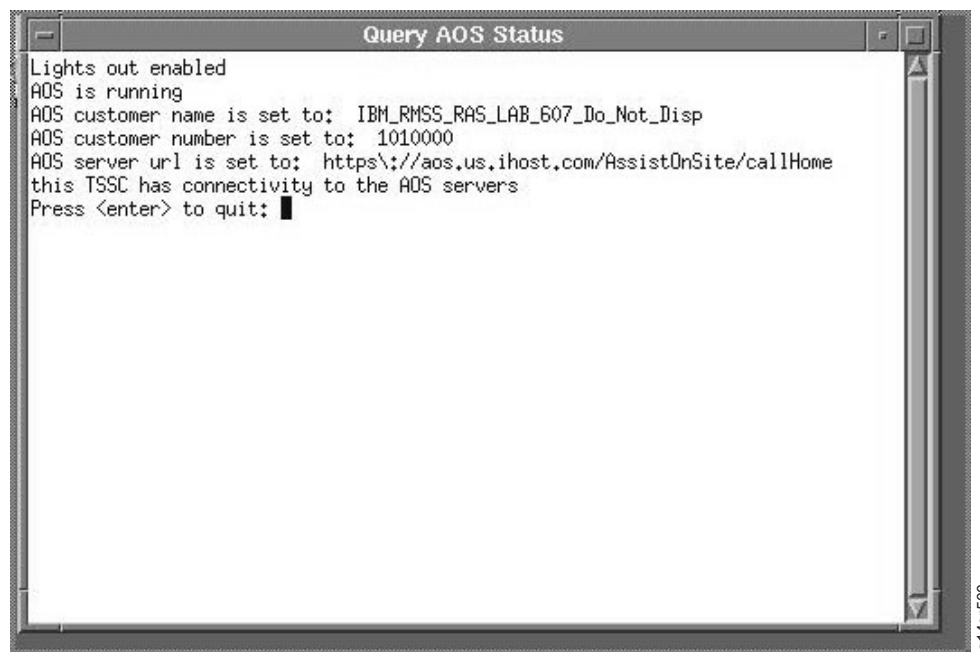 Query AOS Status
Lights out enabled
AOS is running
AOS customer name is set to:  IBM_RMSS_RAS_LAB_607_Do_Not_Disp
AOS customer number is set to:  1010000
AOS server url is set to:  https\://aos.us.ihost.com/AssistOnSite/callHome
this TSSC has connectivity to the AOS servers
Press <enter> to quit: